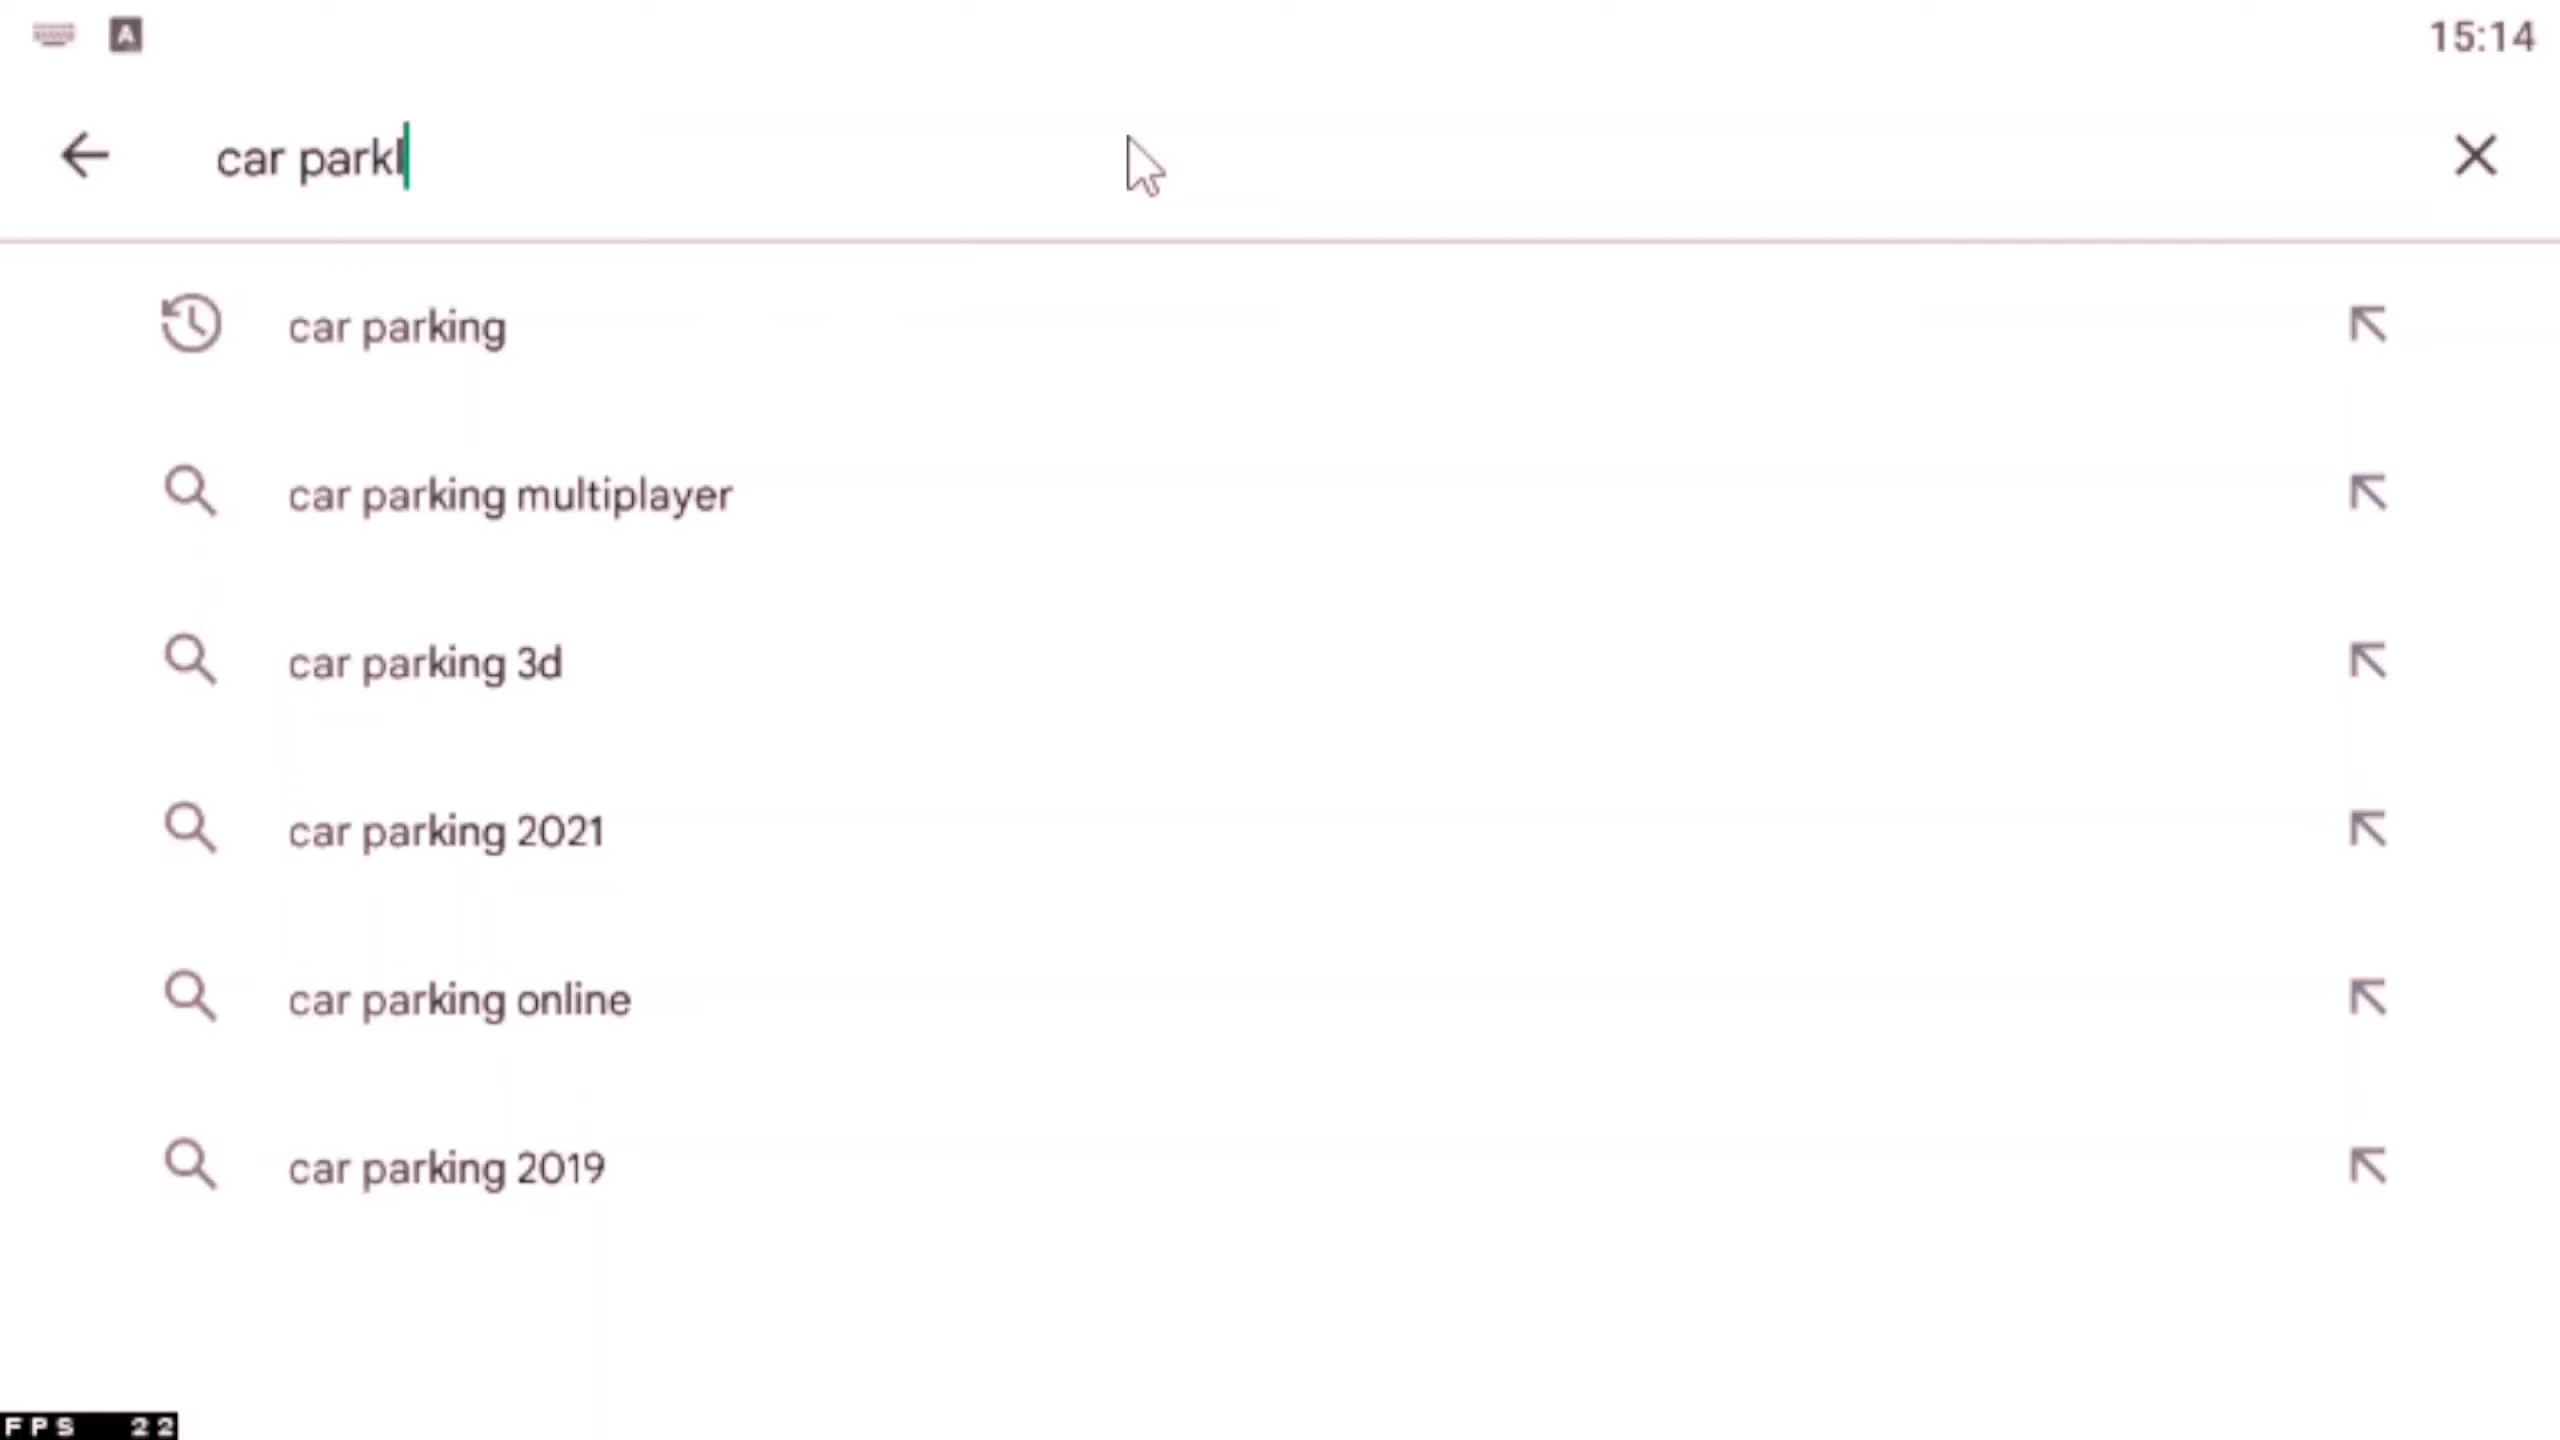 A
15:14
car park
car parking
car parking multiplayer
car parking 3d
car parking 2021
car parking online
car parking 2019
FPS 22